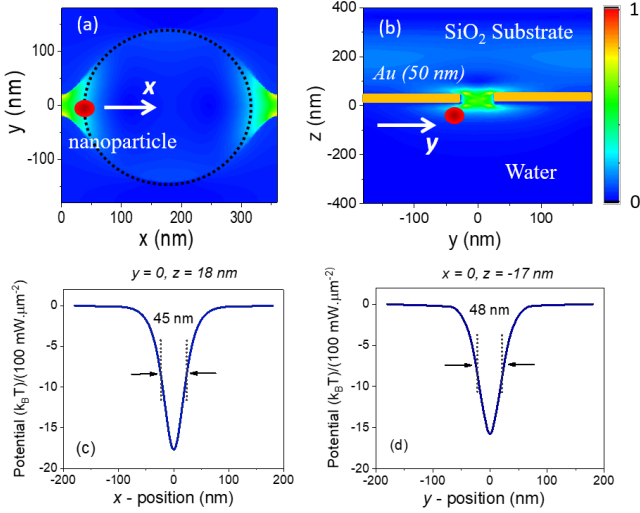 (a)
x
nanoparticle
y (nm)
100
0
-100
0
100
200
300
x (nm)
(b)
SiO₂ Substrate
Au (50 nm)
y
Water
z (nm)
400
200
0
-200
-400
-100
0
100
y (nm)
1
0
y = 0, z = 18 nm
45 nm
(c)
Potential (k_BT)/(100 mW.μm⁻²)
0
-5
-10
-15
-20
-200
-100
0
100
200
x - position (nm)
x = 0, z = -17 nm
48 nm
(d)
Potential (k_BT)/(100 mW.μm⁻²)
0
-5
-10
-15
-20
-200
-100
0
100
200
y - position (nm)